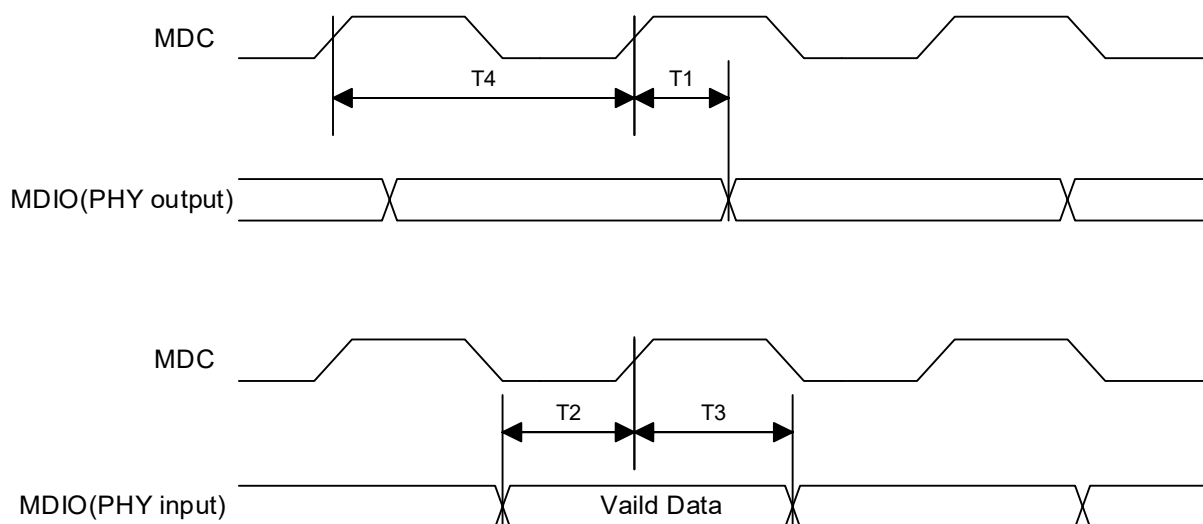 MDC
T4
T1
MDIO(PHY output)
MDC
T2
T3
MDIO(PHY input)
Vaild Data